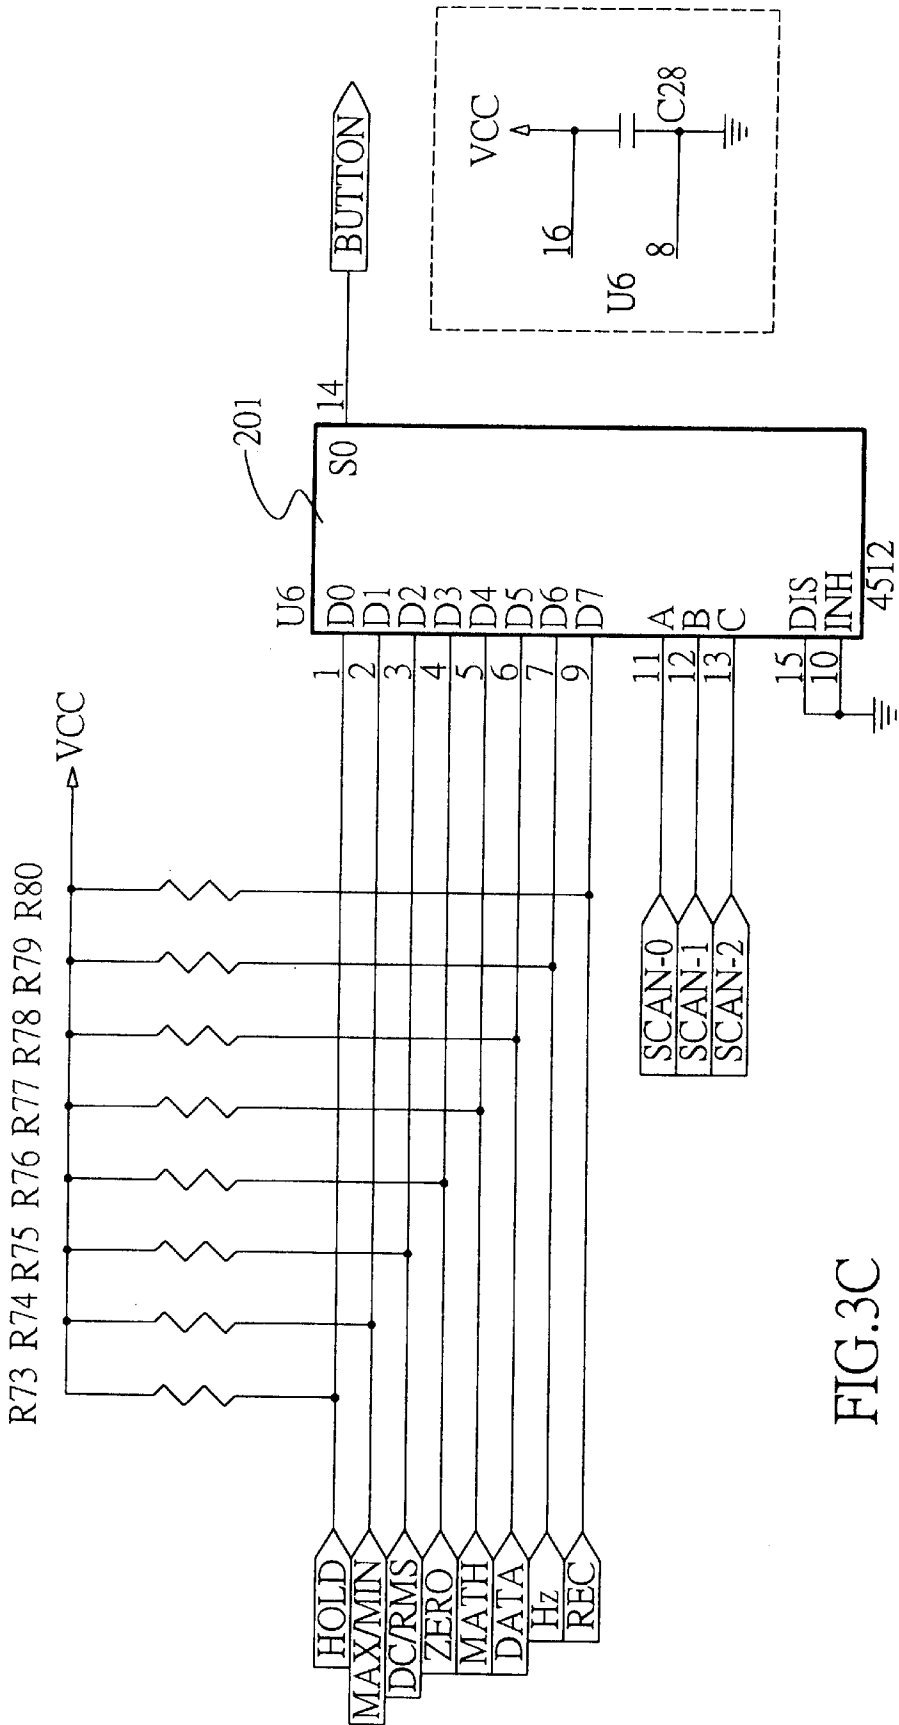 R73 R74 R75 R76 R77 R78 R79 R80
VCC
HOLD
MAX/MIN
DC/RMS
ZERO
MATH
DATA
Hz
REC
SCAN-0
SCAN-1
SCAN-2
U6
201
1 D0
2 D1
3 D2
4 D3
5 D4
6 D5
7 D6
9 D7
11 A
12 B
13 C
15 DIS
10 INH
4512
S0 14
BUTTON
VCC
16
C28
8
U6
FIG.3C